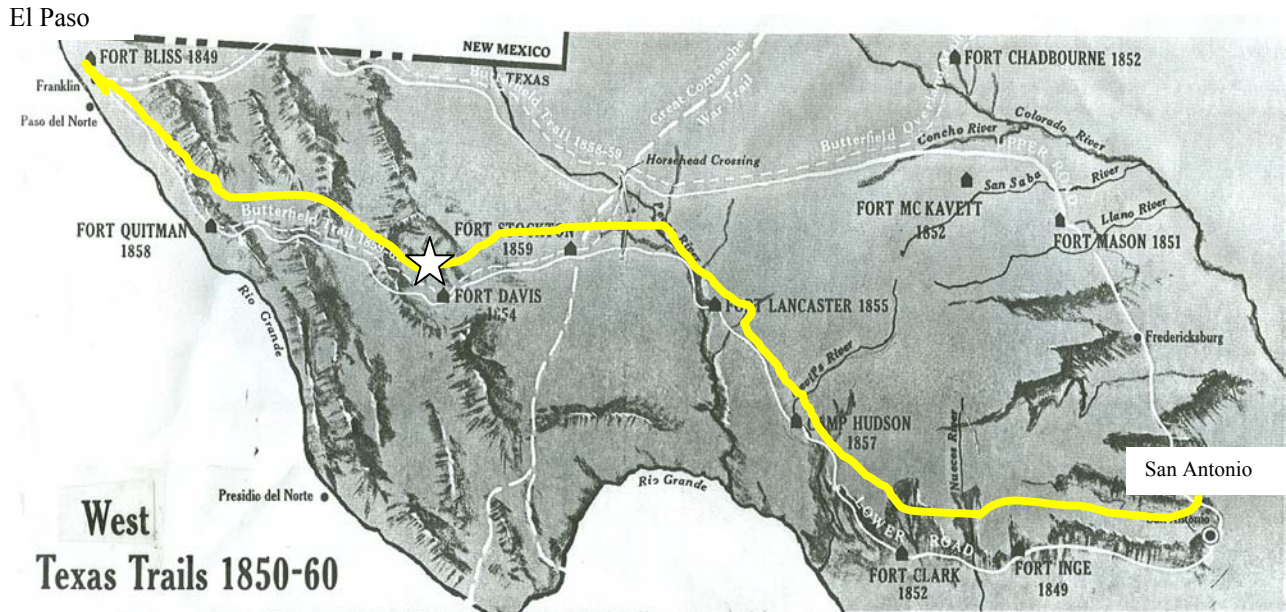 El Paso
NEW MEXICO
TEXAS
FORT BLISS 1849
Franklin
Paso del Norte
Butterfield Trail 1858-59
Great Comanche
War Trail
FORT CHADBOURNE 1852
Colorado River
Concho River
Butterfield
UPPER ROAD
Horsehead Crossing
San Saba River
FORT MC KAVETT
1852
Llano River
FORT MASON 1851
FORT QUITMAN
1858
Butterfield Trail
FORT STOCKTON
1859
River
FORT DAVIS
1854
FORT LANCASTER 1855
Fredericksburg
Rio Grande
River
CAMP HUDSON
1857
Nueces River
San Antonio
San Antonio
Presidio del Norte
Rio Grande
LOWER ROAD
FORT CLARK
1852
FORT INGE
1849
West
Texas Trails 1850-60